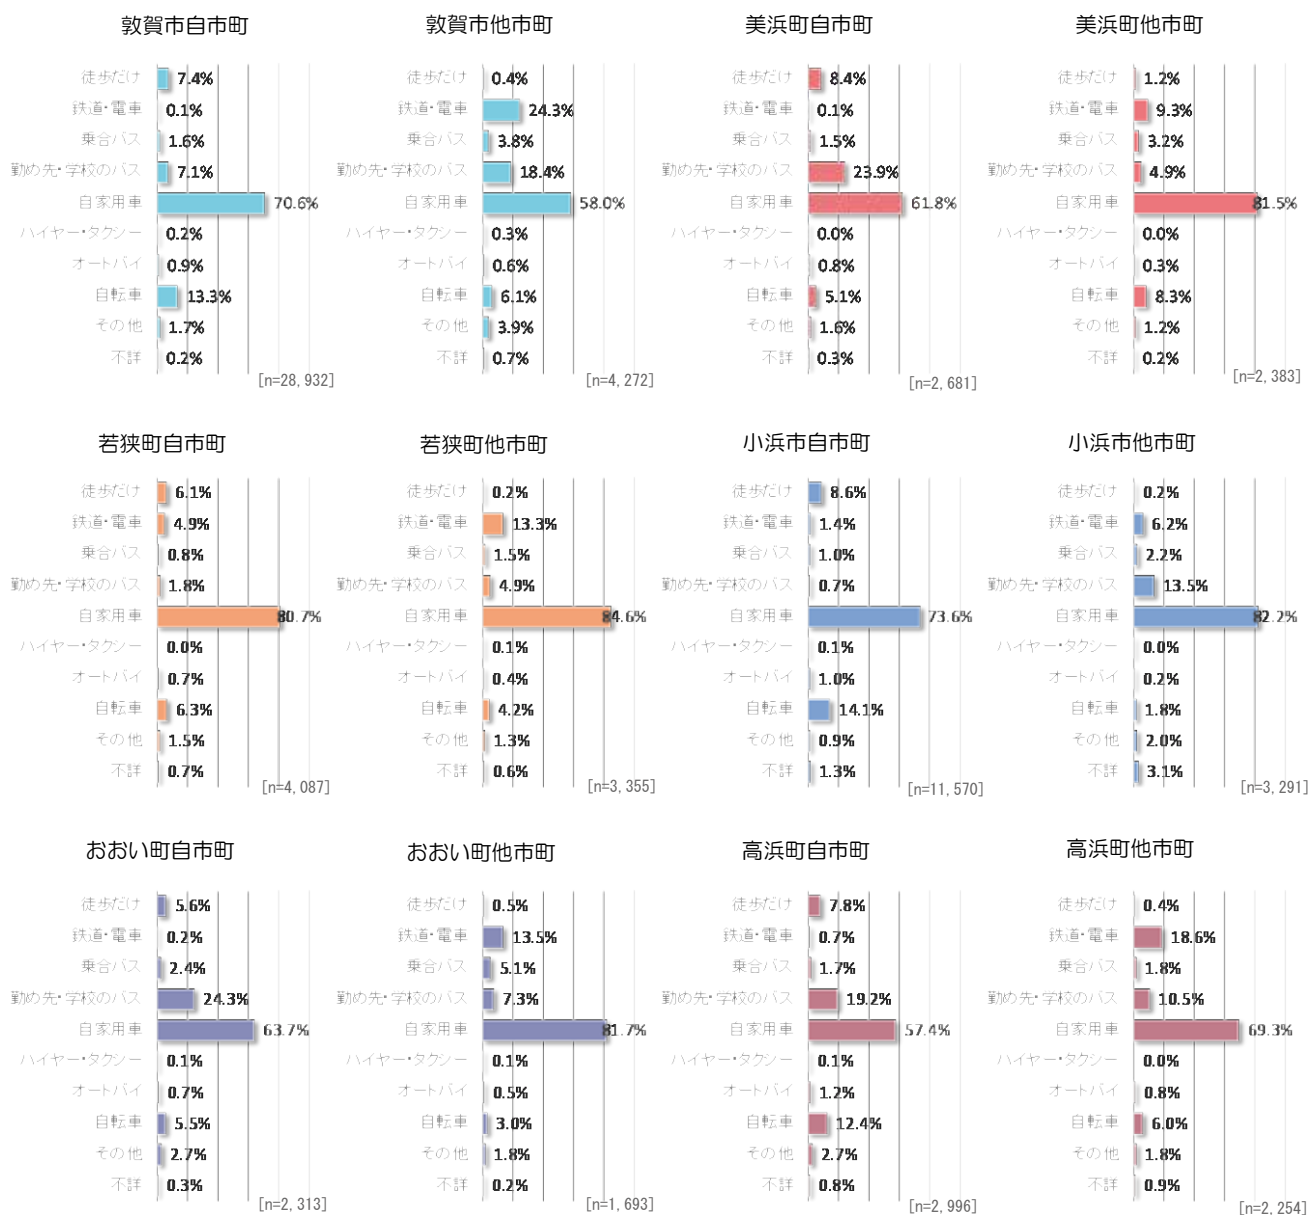 敦賀市自市町
徒歩だけ 7.4%
鉄道・電車 0.1%
乗合バス 1.6%
勤め先・学校のバス 7.1%
自家用車 70.6%
ハイヤー・タクシー 0.2%
オートバイ 0.9%
自転車 13.3%
その他 1.7%
不詳 0.2%
[n=28,932]
敦賀市他市町
徒歩だけ 0.4%
鉄道・電車 24.3%
乗合バス 3.8%
勤め先・学校のバス 18.4%
自家用車 58.0%
ハイヤー・タクシー 0.3%
オートバイ 0.6%
自転車 6.1%
その他 3.9%
不詳 0.7%
[n=4,272]
美浜町自市町
徒歩だけ 8.4%
鉄道・電車 0.1%
乗合バス 1.5%
勤め先・学校のバス 23.9%
自家用車 61.8%
ハイヤー・タクシー 0.0%
オートバイ 0.8%
自転車 5.1%
その他 1.6%
不詳 0.3%
[n=2,681]
美浜町他市町
徒歩だけ 1.2%
鉄道・電車 9.3%
乗合バス 3.2%
勤め先・学校のバス 4.9%
自家用車 81.5%
ハイヤー・タクシー 0.0%
オートバイ 0.3%
自転車 8.3%
その他 1.2%
不詳 0.2%
[n=2,383]
若狭町自市町
徒歩だけ 6.1%
鉄道・電車 4.9%
乗合バス 0.8%
勤め先・学校のバス 1.8%
自家用車 80.7%
ハイヤー・タクシー 0.0%
オートバイ 0.7%
自転車 6.3%
その他 1.5%
不詳 0.7%
[n=4,087]
若狭町他市町
徒歩だけ 0.2%
鉄道・電車 13.3%
乗合バス 1.5%
勤め先・学校のバス 4.9%
自家用車 84.6%
ハイヤー・タクシー 0.1%
オートバイ 0.4%
自転車 4.2%
その他 1.3%
不詳 0.6%
[n=3,355]
小浜市自市町
徒歩だけ 8.6%
鉄道・電車 1.4%
乗合バス 1.0%
勤め先・学校のバス 0.7%
自家用車 73.6%
ハイヤー・タクシー 0.1%
オートバイ 1.0%
自転車 14.1%
その他 0.9%
不詳 1.3%
[n=11,570]
小浜市他市町
徒歩だけ 0.2%
鉄道・電車 6.2%
乗合バス 2.2%
勤め先・学校のバス 13.5%
自家用車 82.2%
ハイヤー・タクシー 0.0%
オートバイ 0.2%
自転車 1.8%
その他 2.0%
不詳 3.1%
[n=3,291]
おおい町自市町
徒歩だけ 5.6%
鉄道・電車 0.2%
乗合バス 2.4%
勤め先・学校のバス 24.3%
自家用車 63.7%
ハイヤー・タクシー 0.1%
オートバイ 0.7%
自転車 5.5%
その他 2.7%
不詳 0.3%
[n=2,313]
おおい町他市町
徒歩だけ 0.5%
鉄道・電車 13.5%
乗合バス 5.1%
勤め先・学校のバス 7.3%
自家用車 81.7%
ハイヤー・タクシー 0.1%
オートバイ 0.5%
自転車 3.0%
その他 1.8%
不詳 0.2%
[n=1,693]
高浜町自市町
徒歩だけ 7.8%
鉄道・電車 0.7%
乗合バス 1.7%
勤め先・学校のバス 19.2%
自家用車 57.4%
ハイヤー・タクシー 0.1%
オートバイ 1.2%
自転車 12.4%
その他 2.7%
不詳 0.8%
[n=2,996]
高浜町他市町
徒歩だけ 0.4%
鉄道・電車 18.6%
乗合バス 1.8%
勤め先・学校のバス 10.5%
自家用車 69.3%
ハイヤー・タクシー 0.0%
オートバイ 0.8%
自転車 6.0%
その他 1.8%
不詳 0.9%
[n=2,254]